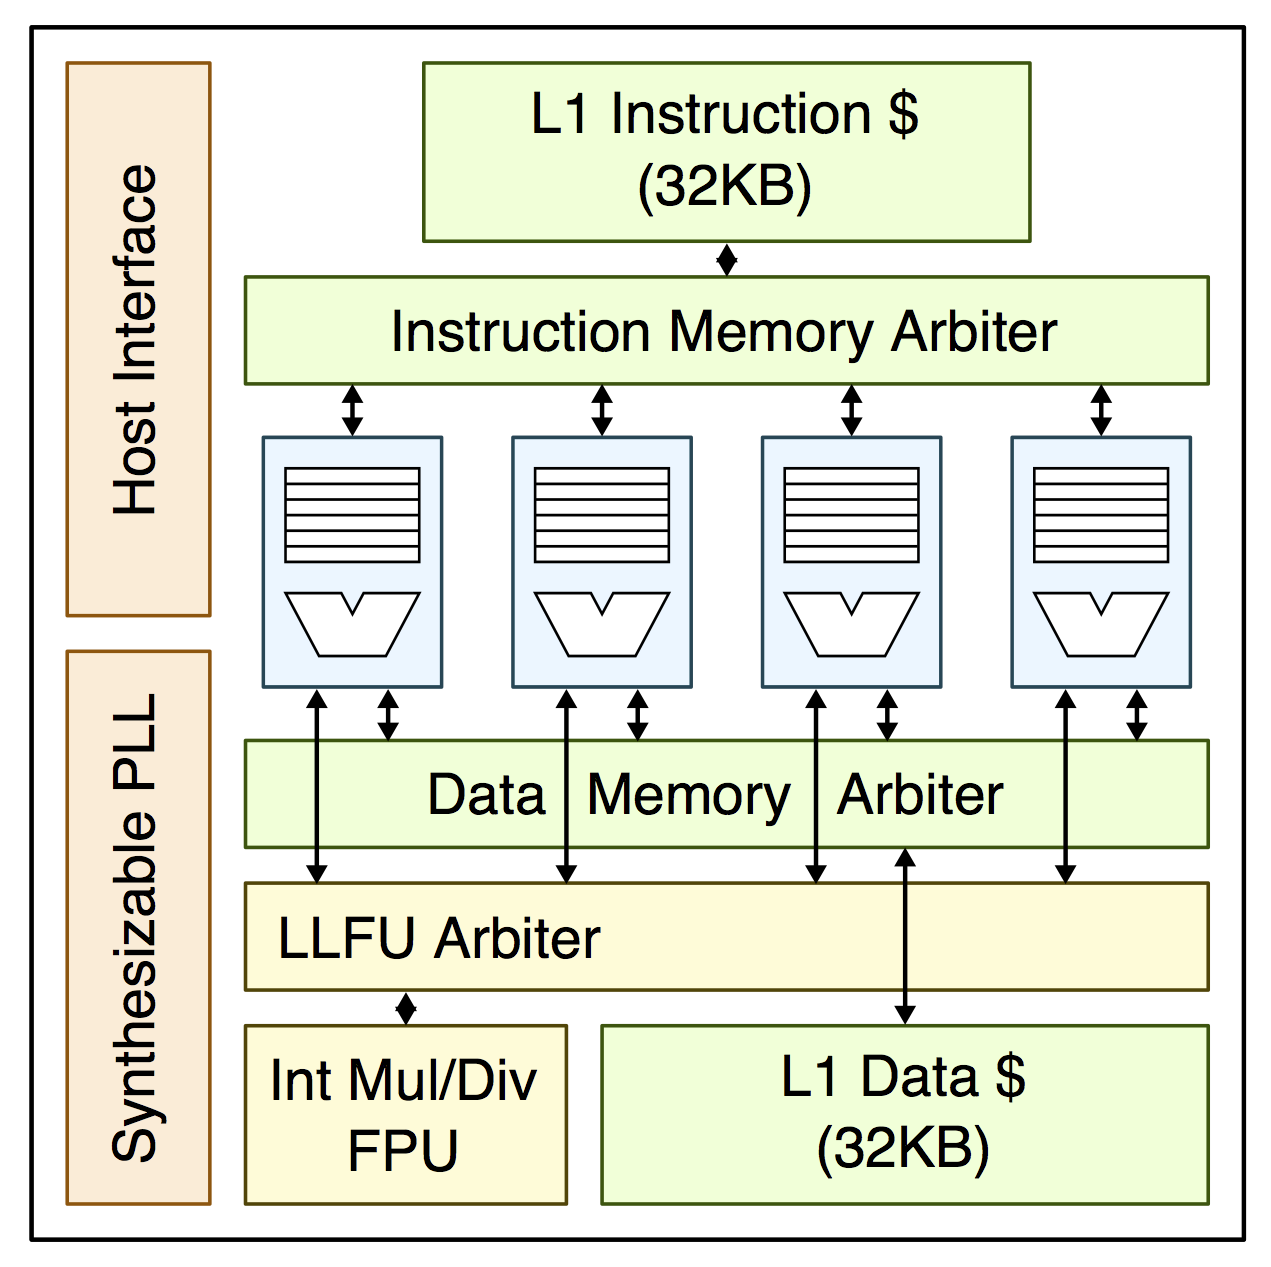 Host Interface
Synthesizable PLL
L1 Instruction $
(32KB)
Instruction Memory Arbiter
Data Memory Arbiter
LLFU Arbiter
Int Mul/Div
FPU
L1 Data $
(32KB)